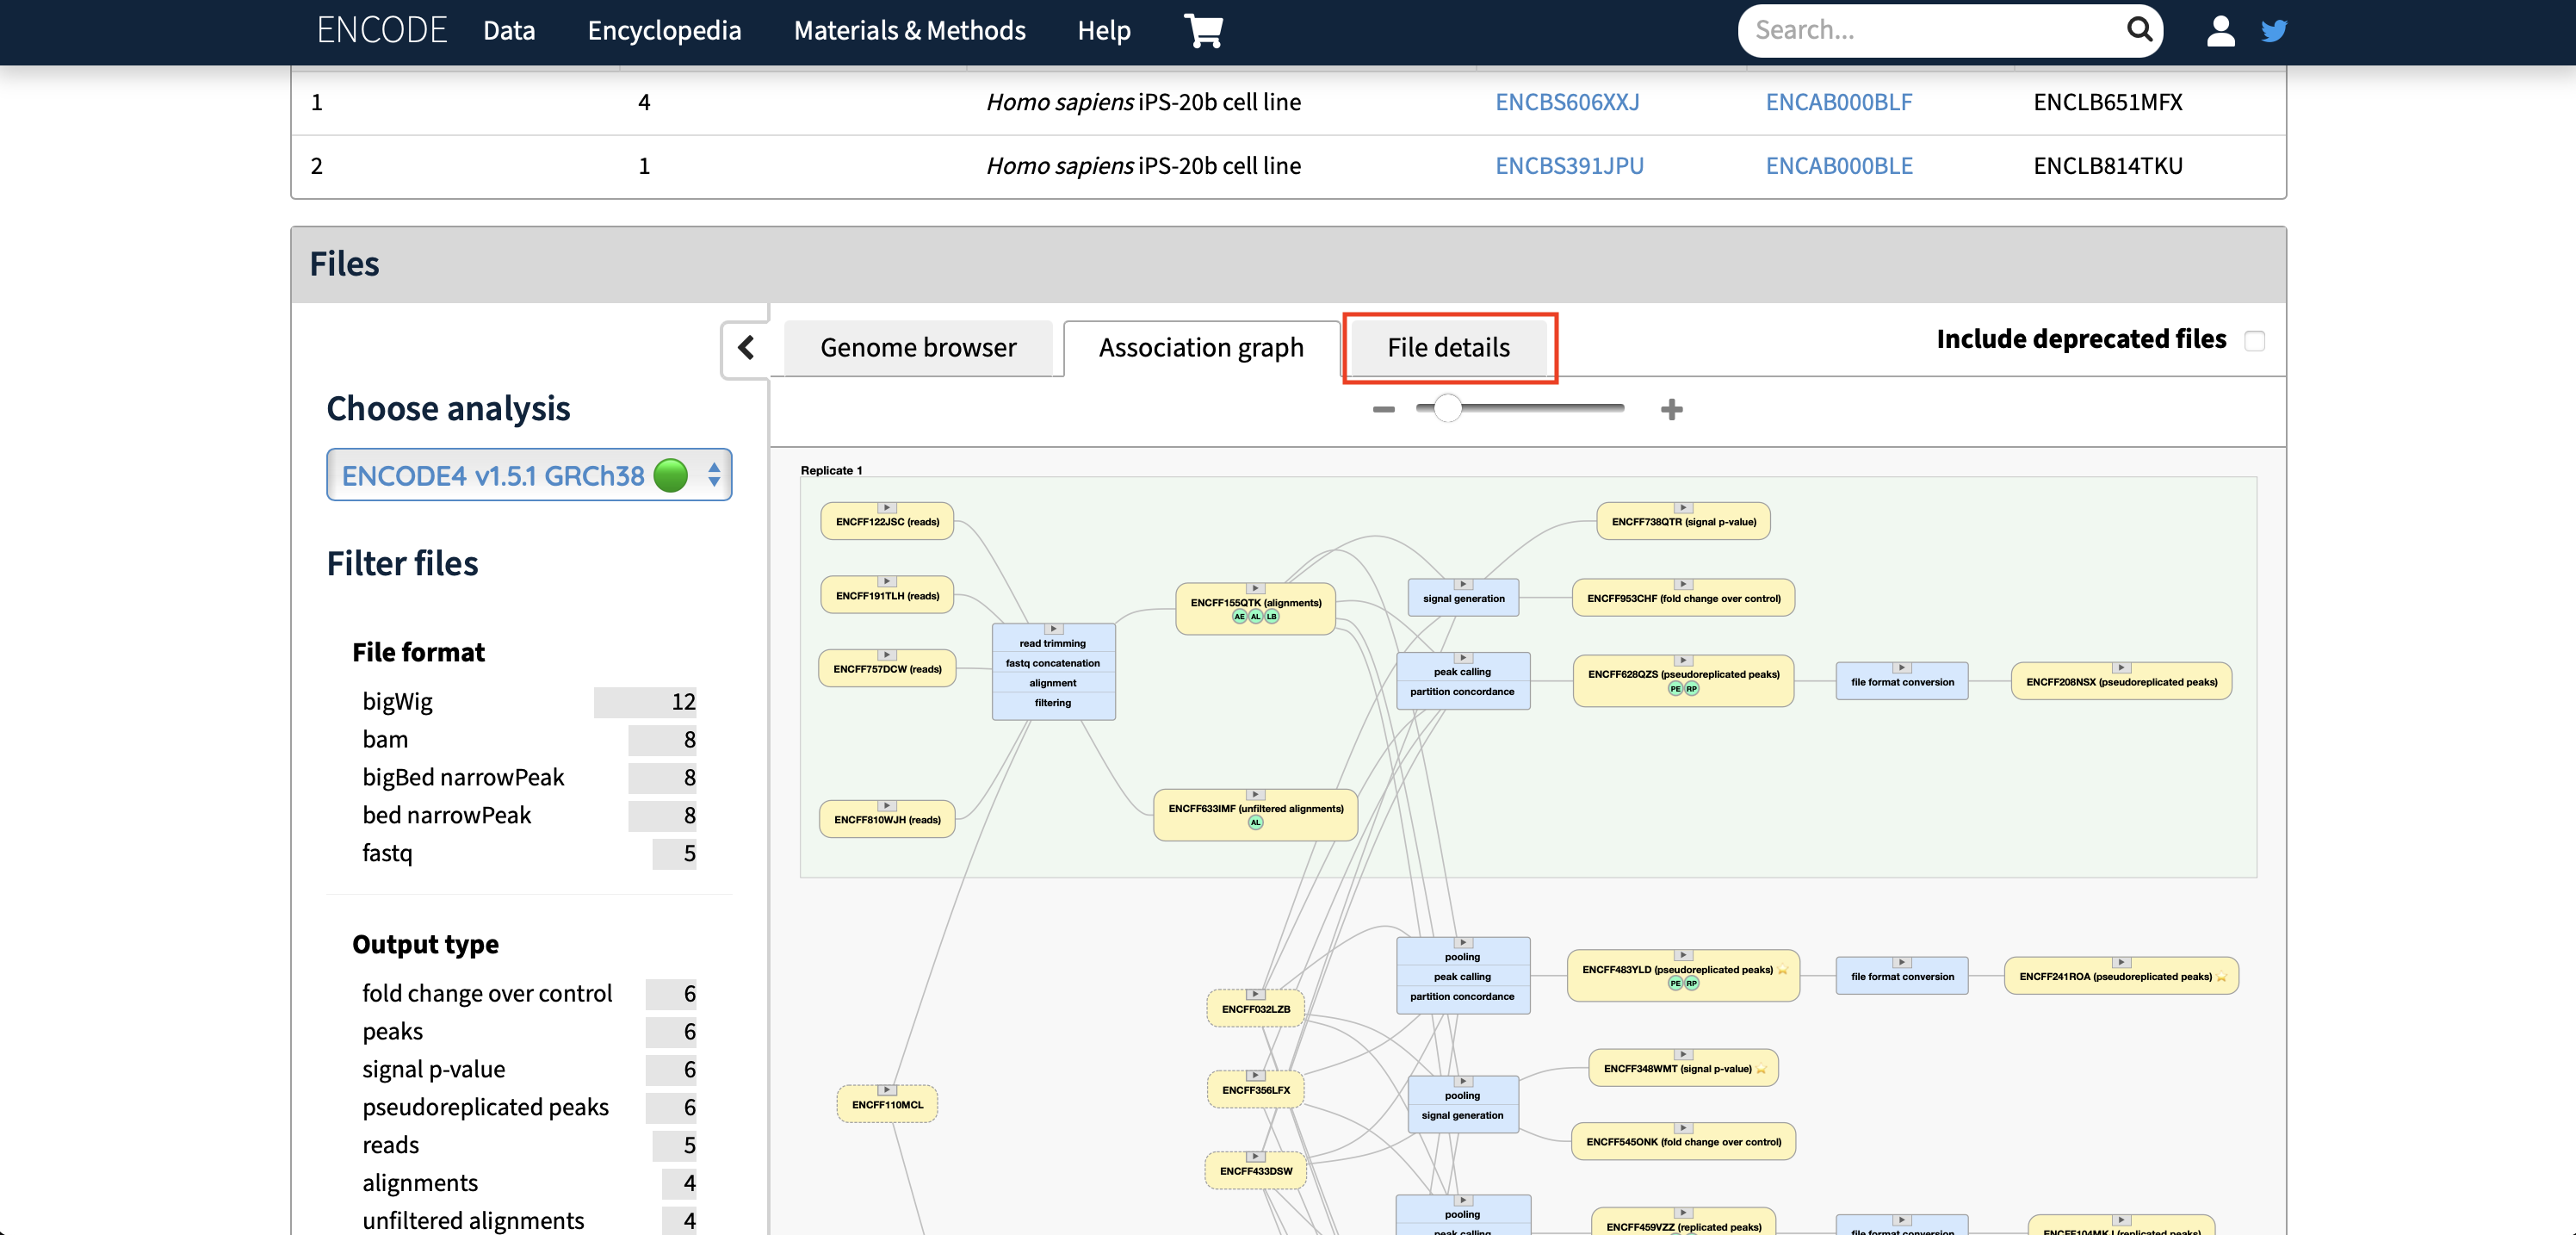 ENCODE Data Encyclopedia Materials & Methods Help Search...
1 4 Homo sapiens iPS-20b cell line ENCBS606XXJ ENCAB000BLF ENCLB651MFX
2 1 Homo sapiens iPS-20b cell line ENCBS391JPU ENCAB000BLE ENCLB814TKU
Files
Genome browser Association graph File details Include deprecated files
Choose analysis
ENCODE4 v1.5.1 GRCh38
Filter files
File format
bigWig 12
bam 8
bigBed narrowPeak 8
bed narrowPeak 8
fastq 5
Output type
fold change over control 6
peaks 6
signal p-value 6
pseudoreplicated peaks 6
reads 5
alignments 4
unfiltered alignments 4
Replicate 1
ENCFF122JSC (reads)
ENCFF191TLH (reads)
ENCFF757DCW (reads)
ENCFF810WJH (reads)
read trimming
fastq concatenation
alignment
filtering
ENCFF155QTK (alignments)
AE AL LB
ENCFF633IMF (unfiltered alignments)
AL
signal generation
ENCFF738QTR (signal p-value)
ENCFF953CHF (fold change over control)
peak calling
partition concordance
ENCFF628QZS (pseudoreplicated peaks)
PE RP
file format conversion
ENCFF208NSX (pseudoreplicated peaks)
ENCFF110MCL
ENCFF032LZB
ENCFF356LFX
ENCFF433DSW
pooling
peak calling
partition concordance
ENCFF483YLD (pseudoreplicated peaks)
PE RP
file format conversion
ENCFF241ROA (pseudoreplicated peaks)
pooling
signal generation
ENCFF348WMT (signal p-value)
ENCFF545ONK (fold change over control)
pooling
peak calling
ENCFF459VZZ (replicated peaks)
file format conversion
(replicated peaks)